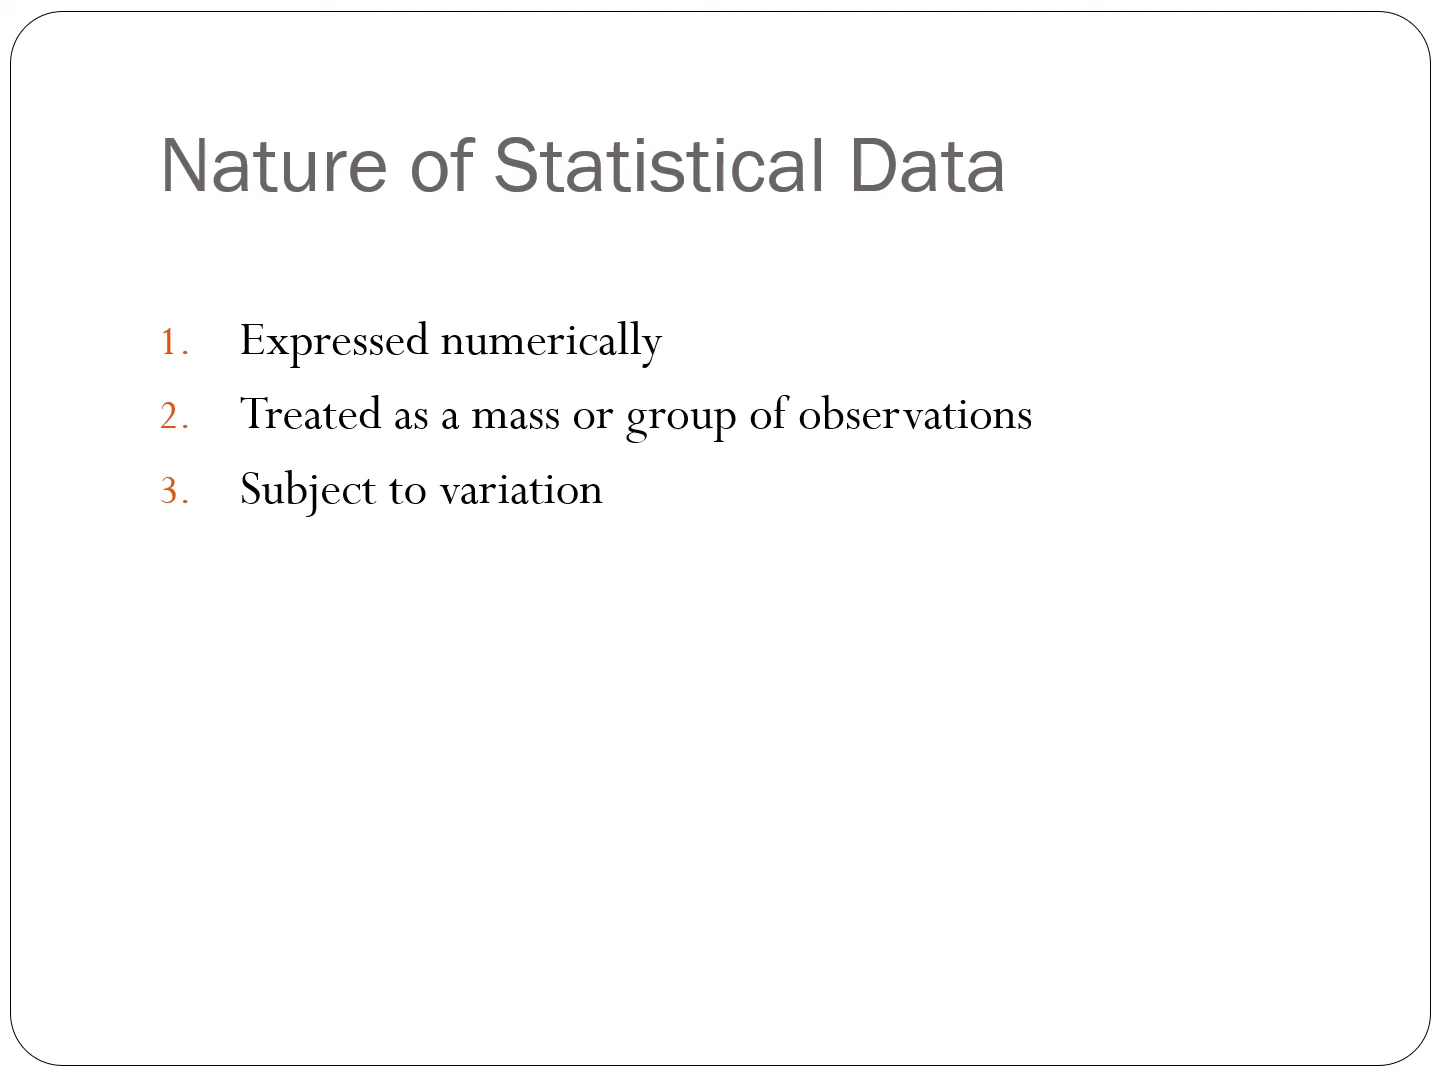 Nature of Statistical Data
1. Expressed numerically
2. Treated as a mass or group of observations
3. Subject to variation